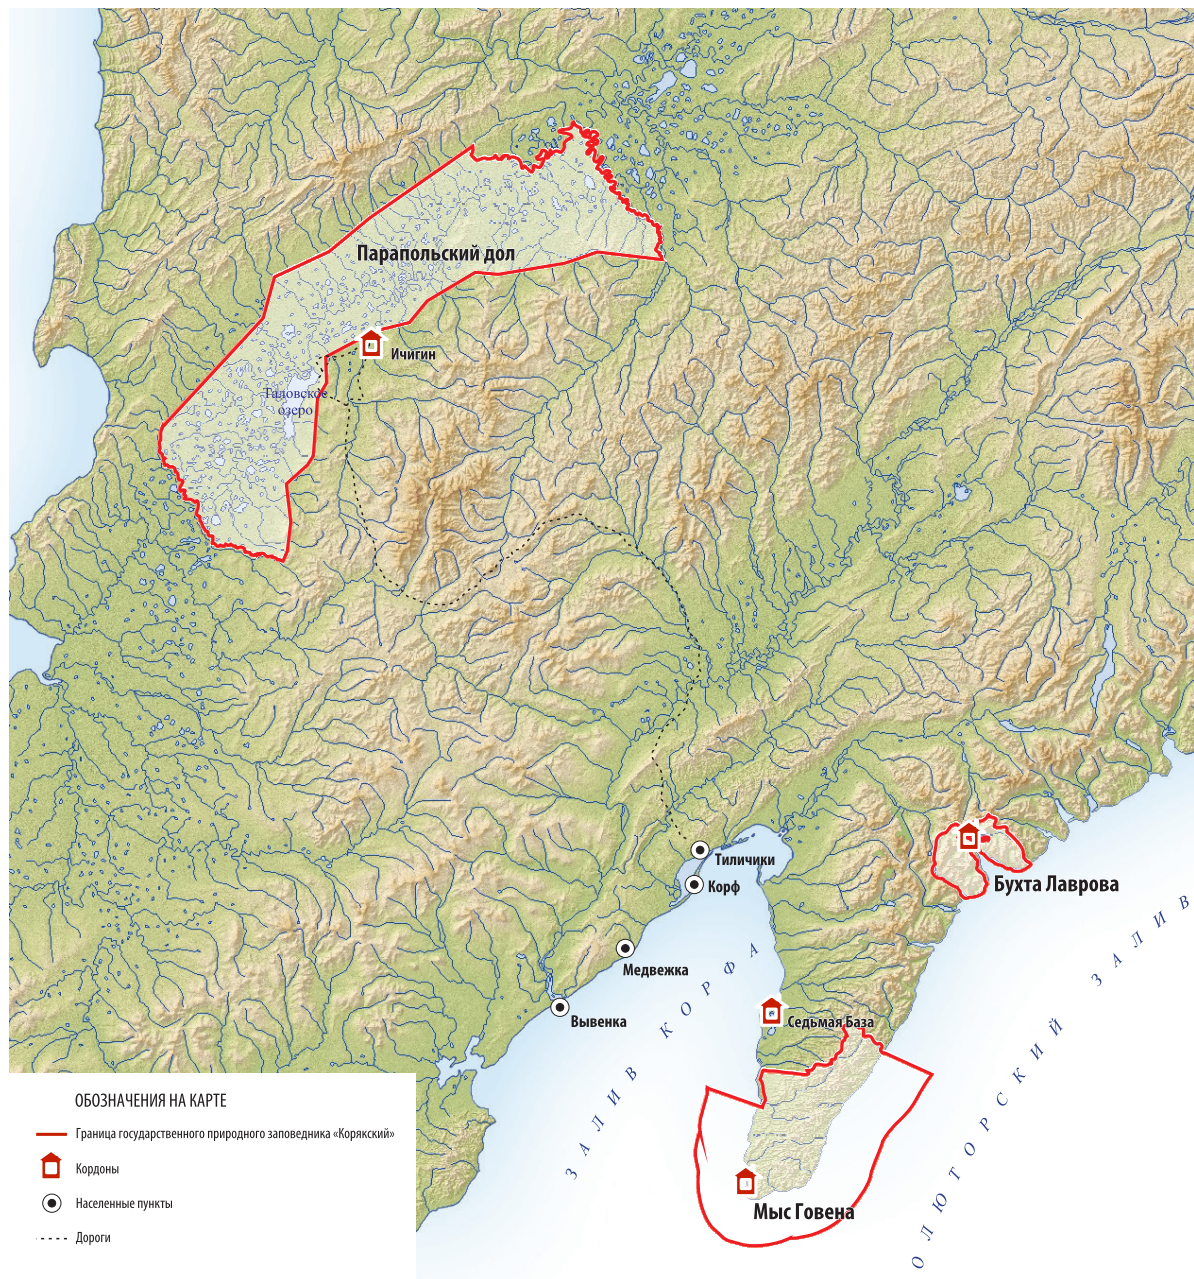 Парапольский дол
Ичигин
Таловское
озеро
Тиличики
Корф
Бухта Лаврова
Медвежка
Вывенка
Седьмая База
ЗАЛИВ КОРФА
ОЛЮТОРСКИЙ ЗАЛИВ
Мыс Говена
ОБОЗНАЧЕНИЯ НА КАРТЕ
Граница государственного природного заповедника «Корякский»
Кордоны
Населенные пункты
Дороги